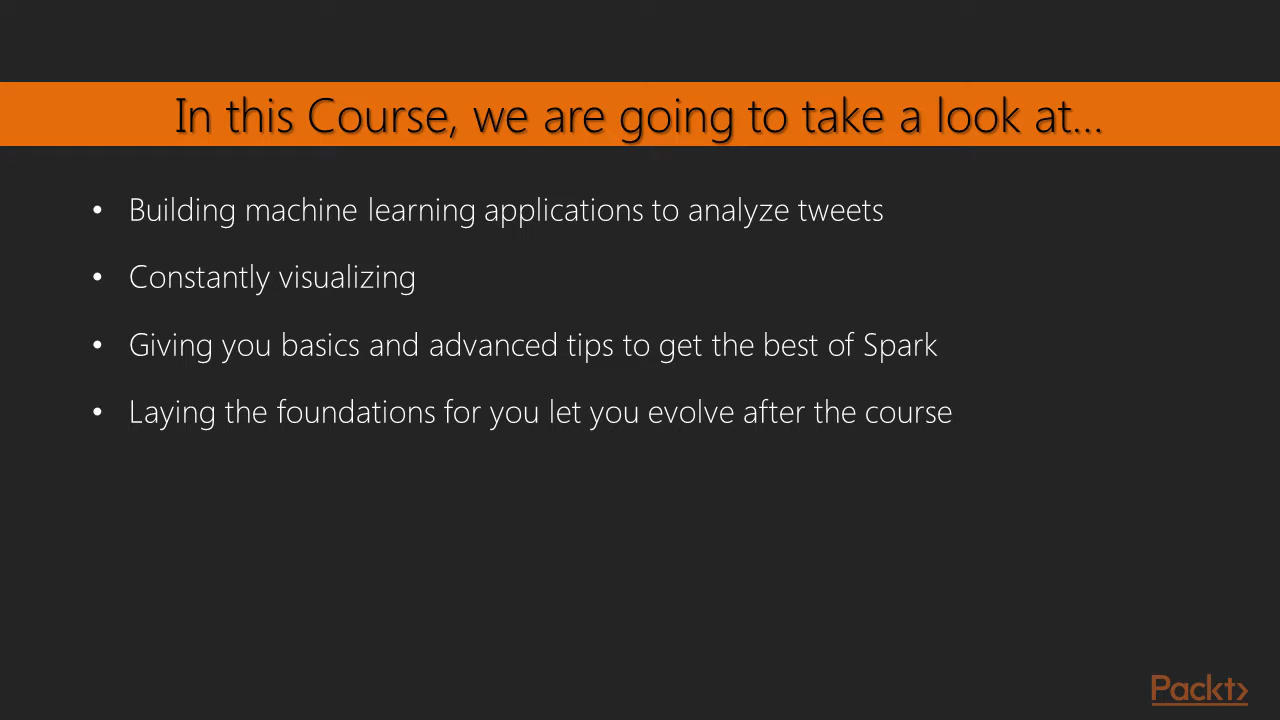 In this Course, we are going to take a look at...
• Building machine learning applications to analyze tweets
• Constantly visualizing
• Giving you basics and advanced tips to get the best of Spark
• Laying the foundations for you let you evolve after the course
Packt>